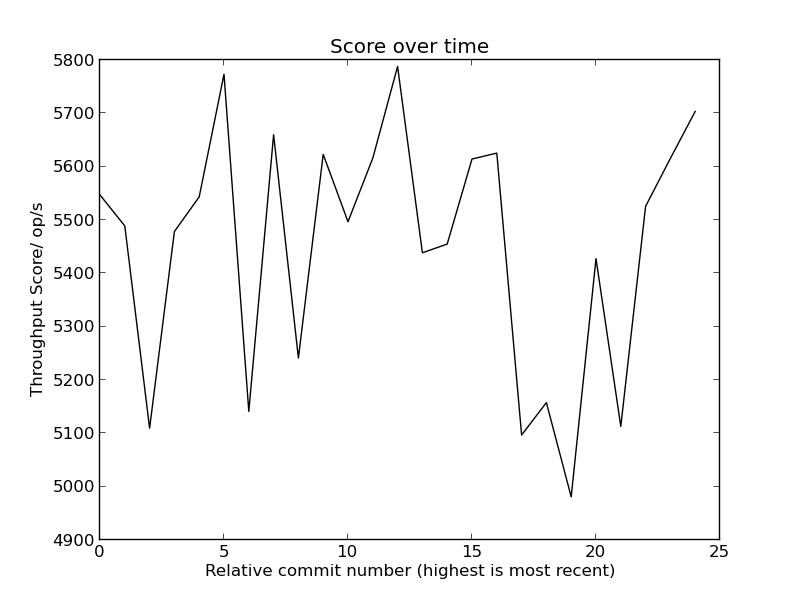 Score over time
5800
5700
5600
5500
5400
5300
5200
5100
5000
4900
Throughput Score/ op/s
0 5 10 15 20 25
Relative commit number (highest is most recent)